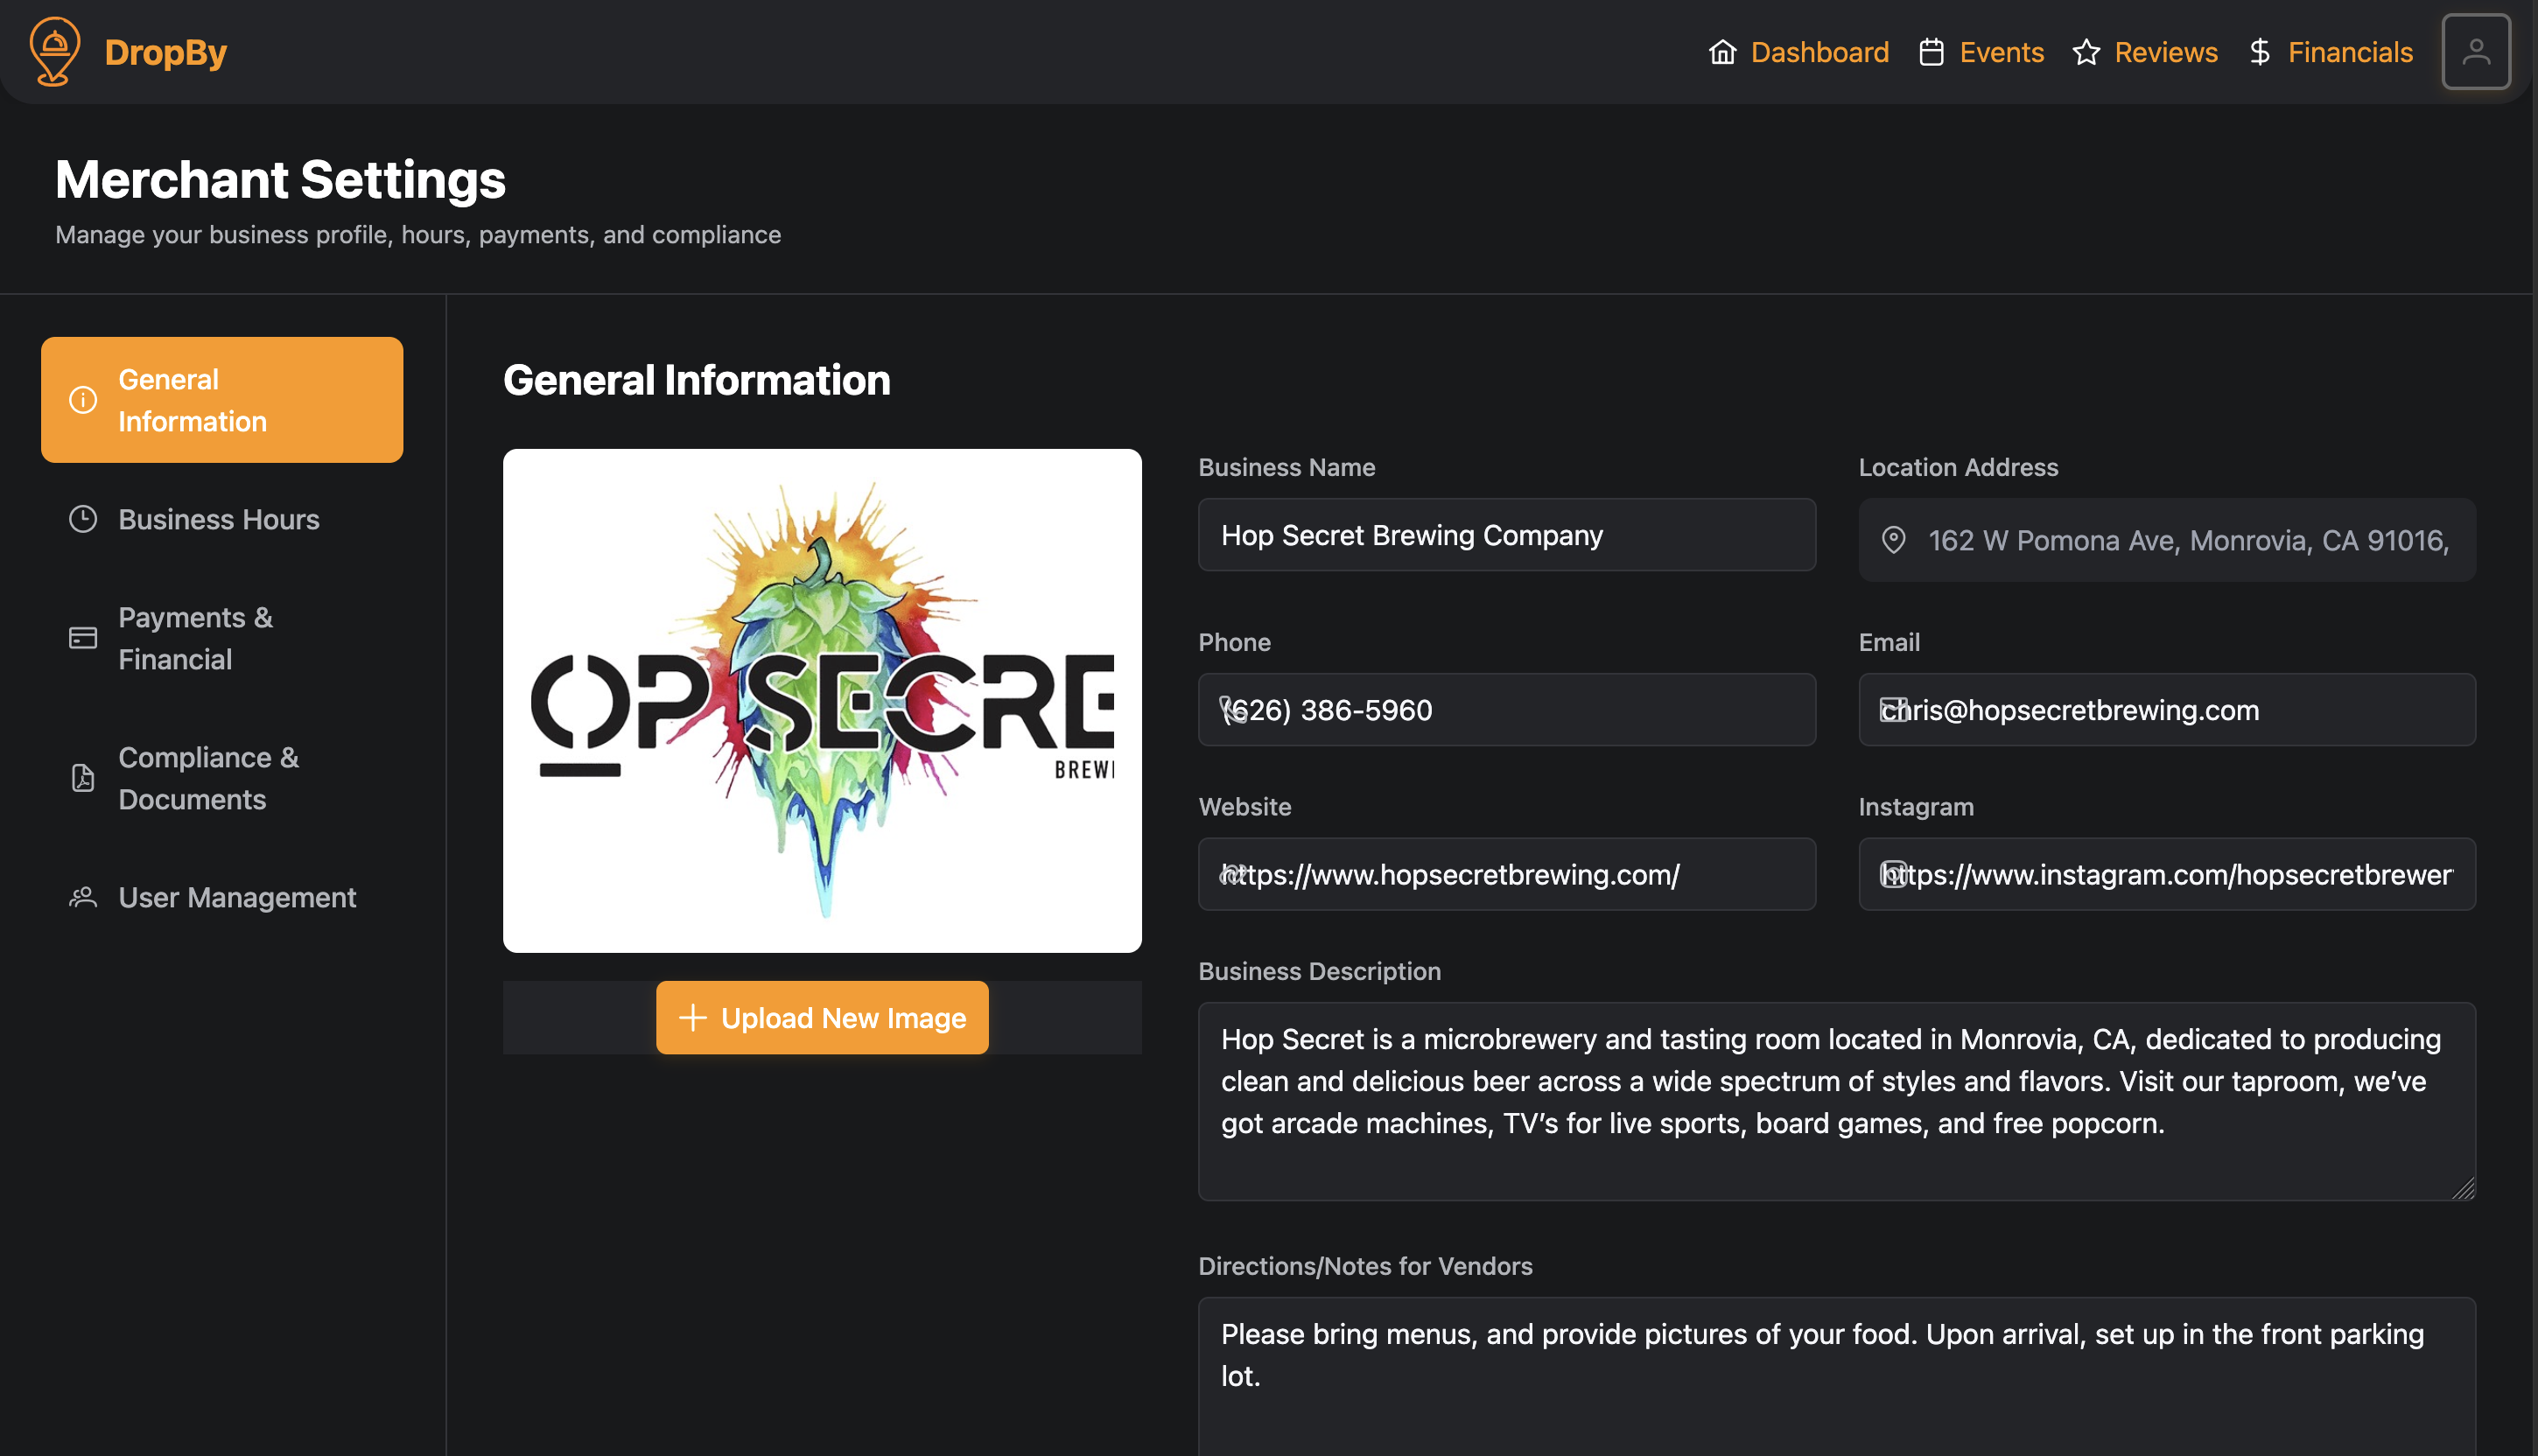 DropBy
Dashboard
Events
Reviews
Financials
Merchant Settings
Manage your business profile, hours, payments, and compliance
General
Information
Business Hours
Payments &
Financial
Compliance &
Documents
User Management
General Information
OP SECRE
BREW
Upload New Image
Business Name
Hop Secret Brewing Company
Location Address
162 W Pomona Ave, Monrovia, CA 91016,
Phone
(626) 386-5960
Email
chris@hopsecretbrewing.com
Website
https://www.hopsecretbrewing.com/
Instagram
https://www.instagram.com/hopsecretbrewer
Business Description
Hop Secret is a microbrewery and tasting room located in Monrovia, CA, dedicated to producing
clean and delicious beer across a wide spectrum of styles and flavors. Visit our taproom, we’ve
got arcade machines, TV’s for live sports, board games, and free popcorn.
Directions/Notes for Vendors
Please bring menus, and provide pictures of your food. Upon arrival, set up in the front parking
lot.